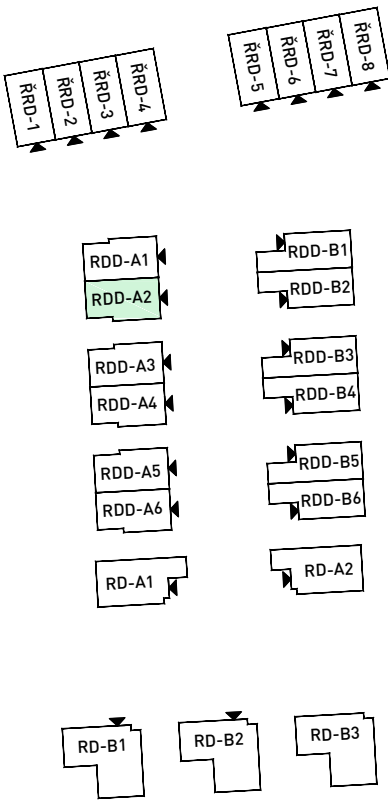 ŘRD-1
ŘRD-2
ŘRD-3
ŘRD-4
ŘRD-5
ŘRD-6
ŘRD-7
ŘRD-8
RDD-A1
RDD-B1
RDD-A2
RDD-B2
RDD-A3
RDD-B3
RDD-A4
RDD-B4
RDD-A5
RDD-B5
RDD-A6
RDD-B6
RD-A1
RD-A2
RD-B1
RD-B2
RD-B3